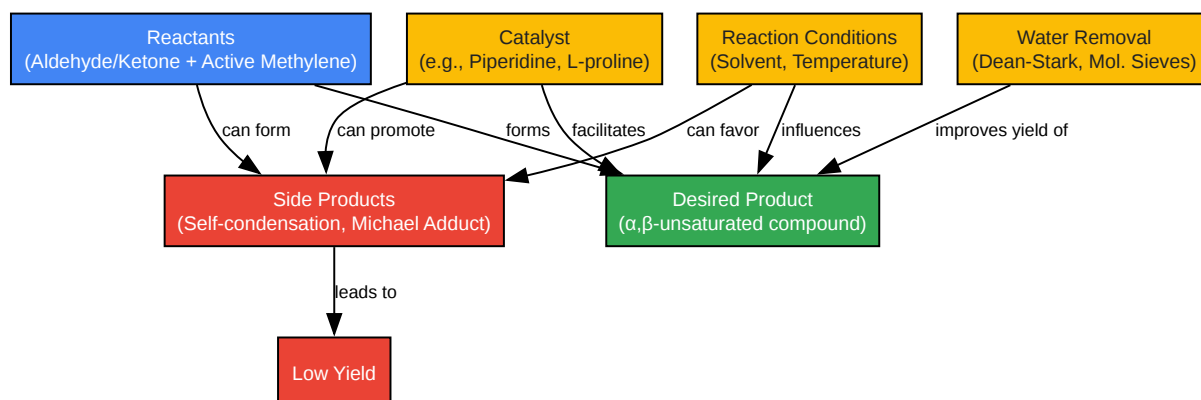 Reactants
(Aldehyde/Ketone + Active Methylene)
Catalyst
(e.g., Piperidine, L-proline)
Reaction Conditions
(Solvent, Temperature)
Water Removal
(Dean-Stark, Mol. Sieves)
can form
can promote
forms
facilitates
can favor
influences
improves yield of
Side Products
(Self-condensation, Michael Adduct)
Desired Product
(α,β-unsaturated compound)
leads to
Low Yield